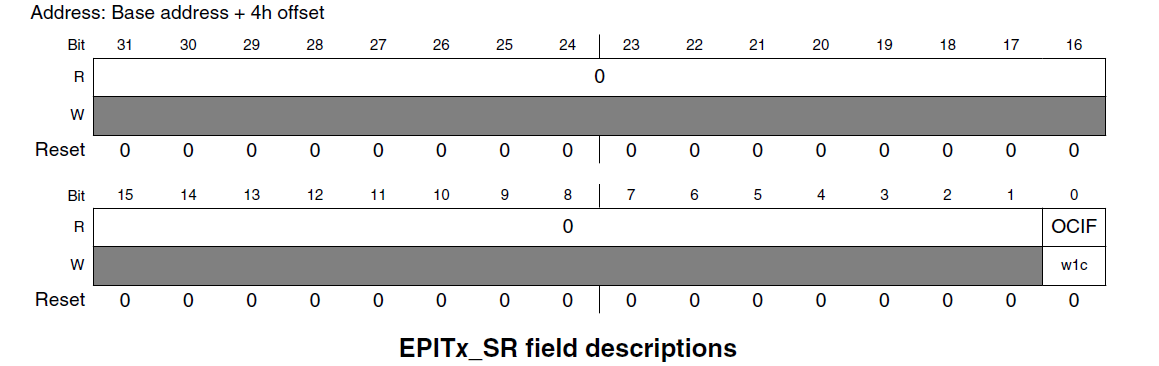 Address: Base address + 4h offset
Bit 31 30 29 28 27 26 25 24 23 22 21 20 19 18 17 16
R 0
W
Reset 0 0 0 0 0 0 0 0 0 0 0 0 0 0 0 0
Bit 15 14 13 12 11 10 9 8 7 6 5 4 3 2 1 0
R 0 OCIF
W w1c
Reset 0 0 0 0 0 0 0 0 0 0 0 0 0 0 0 0
EPITx_SR field descriptions